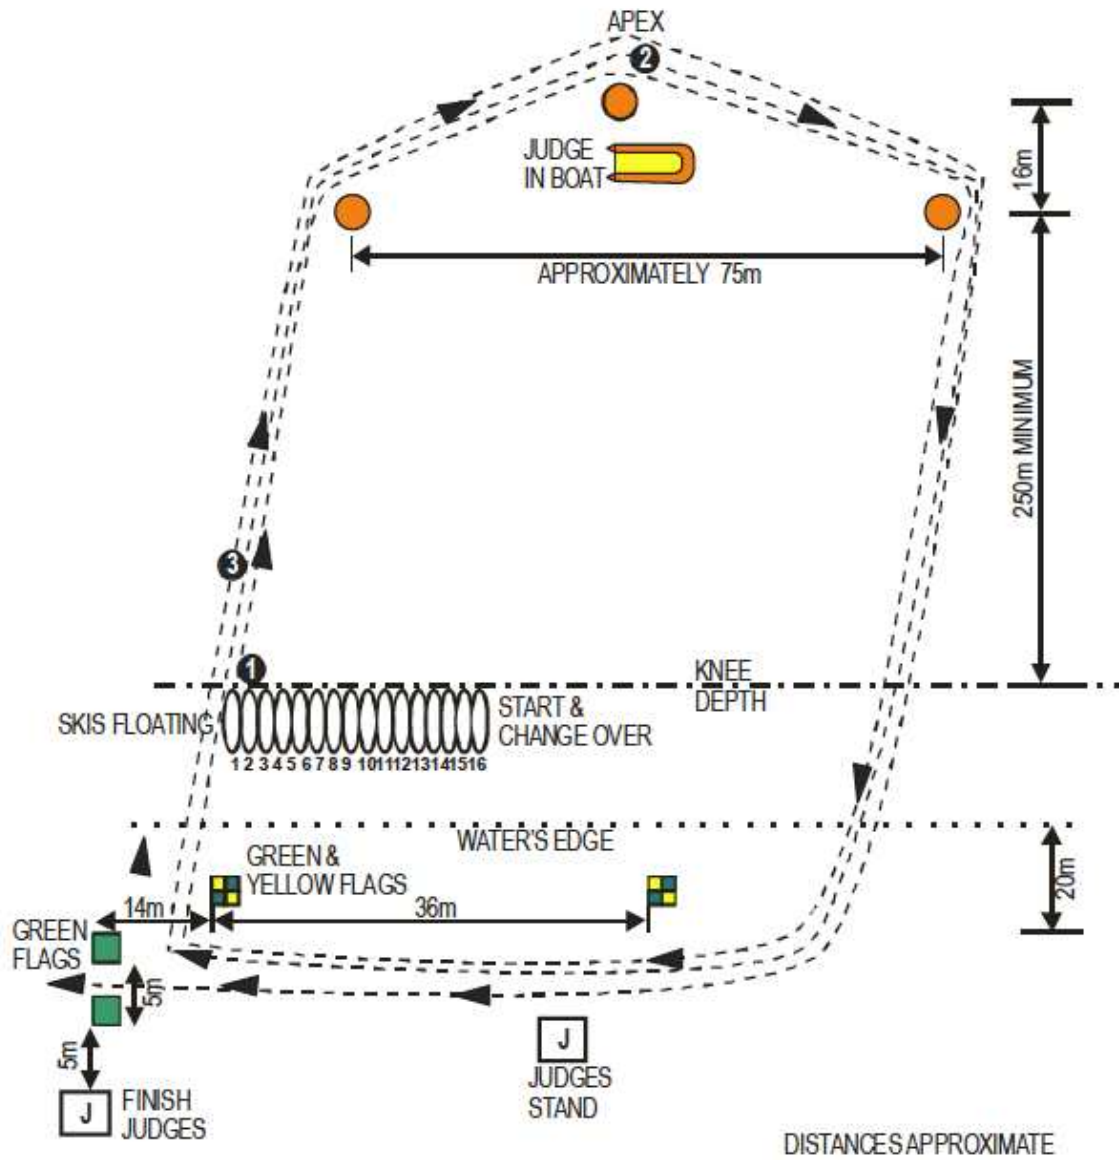 APEX
2
JUDGE
IN BOAT
16m
APPROXIMATELY 75m
250m MINIMUM
3
1
KNEE
DEPTH
SKIS FLOATING
START &
CHANGE OVER
1 2 3 4 5 6 7 8 9 10 11 12 13 14 15 16
WATER'S EDGE
GREEN &
YELLOW FLAGS
20m
14m
36m
GREEN
FLAGS
5m
5m
J
JUDGES
STAND
J
FINISH
JUDGES
DISTANCES APPROXIMATE